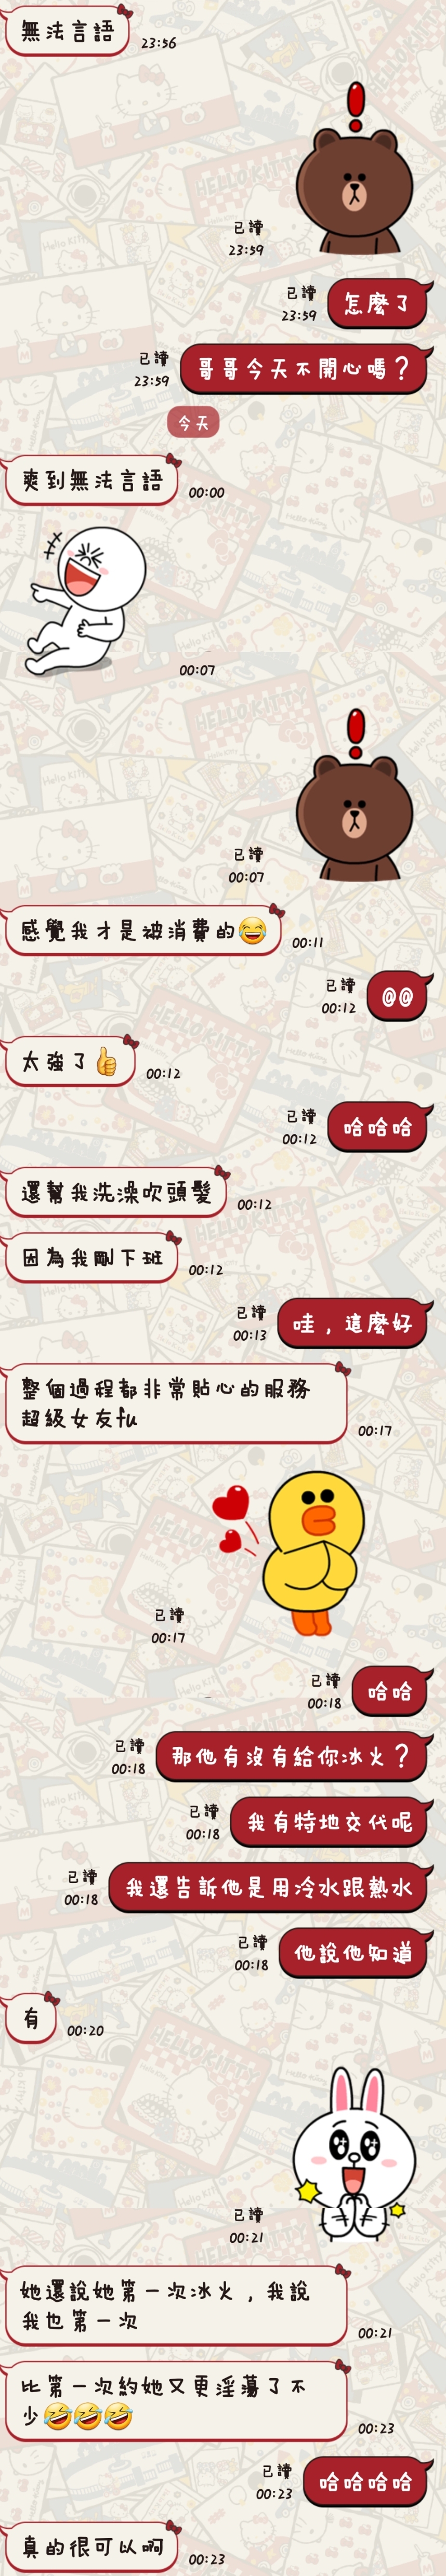 無法言語
23:56
已讀
23:59
怎麼了
已讀
23:59
哥哥今天不開心嗎？
已讀
23:59
今天
爽到無法言語
00:00
00:07
已讀
00:07
感覺我才是被消費的😂
00:11
@@
已讀
00:12
太強了👍
00:12
哈哈哈
已讀
00:12
還幫我洗澡吹頭髮
00:12
因為我剛下班
00:12
哇，這麼好
已讀
00:13
整個過程都非常貼心的服務
超級女友fu
00:17
已讀
00:17
哈哈
已讀
00:18
那他有沒有給你冰火？
已讀
00:18
我有特地交代呢
已讀
00:18
我還告訴他是用冷水跟熱水
已讀
00:18
他說他知道
已讀
00:18
有
00:20
已讀
00:21
她還說她第一次冰火，我說
我也第一次
00:21
比第一次約她又更淫蕩了不
少🤣🤣🤣
00:23
哈哈哈哈
已讀
00:23
真的很可以啊
00:23